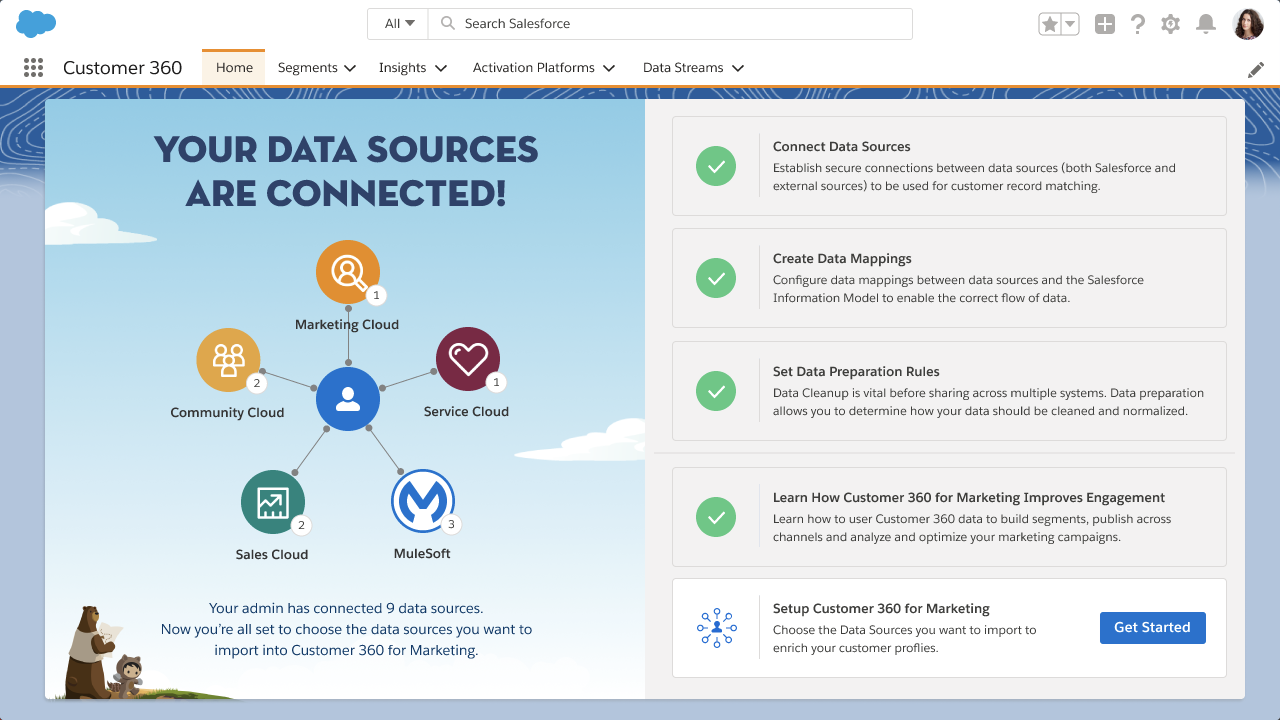 All
Search Salesforce
Customer 360
Home
Segments
Insights
Activation Platforms
Data Streams
YOUR DATA SOURCES
ARE CONNECTED!
1
Marketing Cloud
2
Community Cloud
1
Service Cloud
2
Sales Cloud
3
MuleSoft
Your admin has connected 9 data sources.
Now you're all set to choose the data sources you want to
import into Customer 360 for Marketing.
Connect Data Sources
Establish secure connections between data sources (both Salesforce and
external sources) to be used for customer record matching.
Create Data Mappings
Configure data mappings between data sources and the Salesforce
Information Model to enable the correct flow of data.
Set Data Preparation Rules
Data Cleanup is vital before sharing across multiple systems. Data preparation
allows you to determine how your data should be cleaned and normalized.
Learn How Customer 360 for Marketing Improves Engagement
Learn how to user Customer 360 data to build segments, publish across
channels and analyze and optimize your marketing campaigns.
Setup Customer 360 for Marketing
Choose the Data Sources you want to import to
enrich your customer proflies.
Get Started